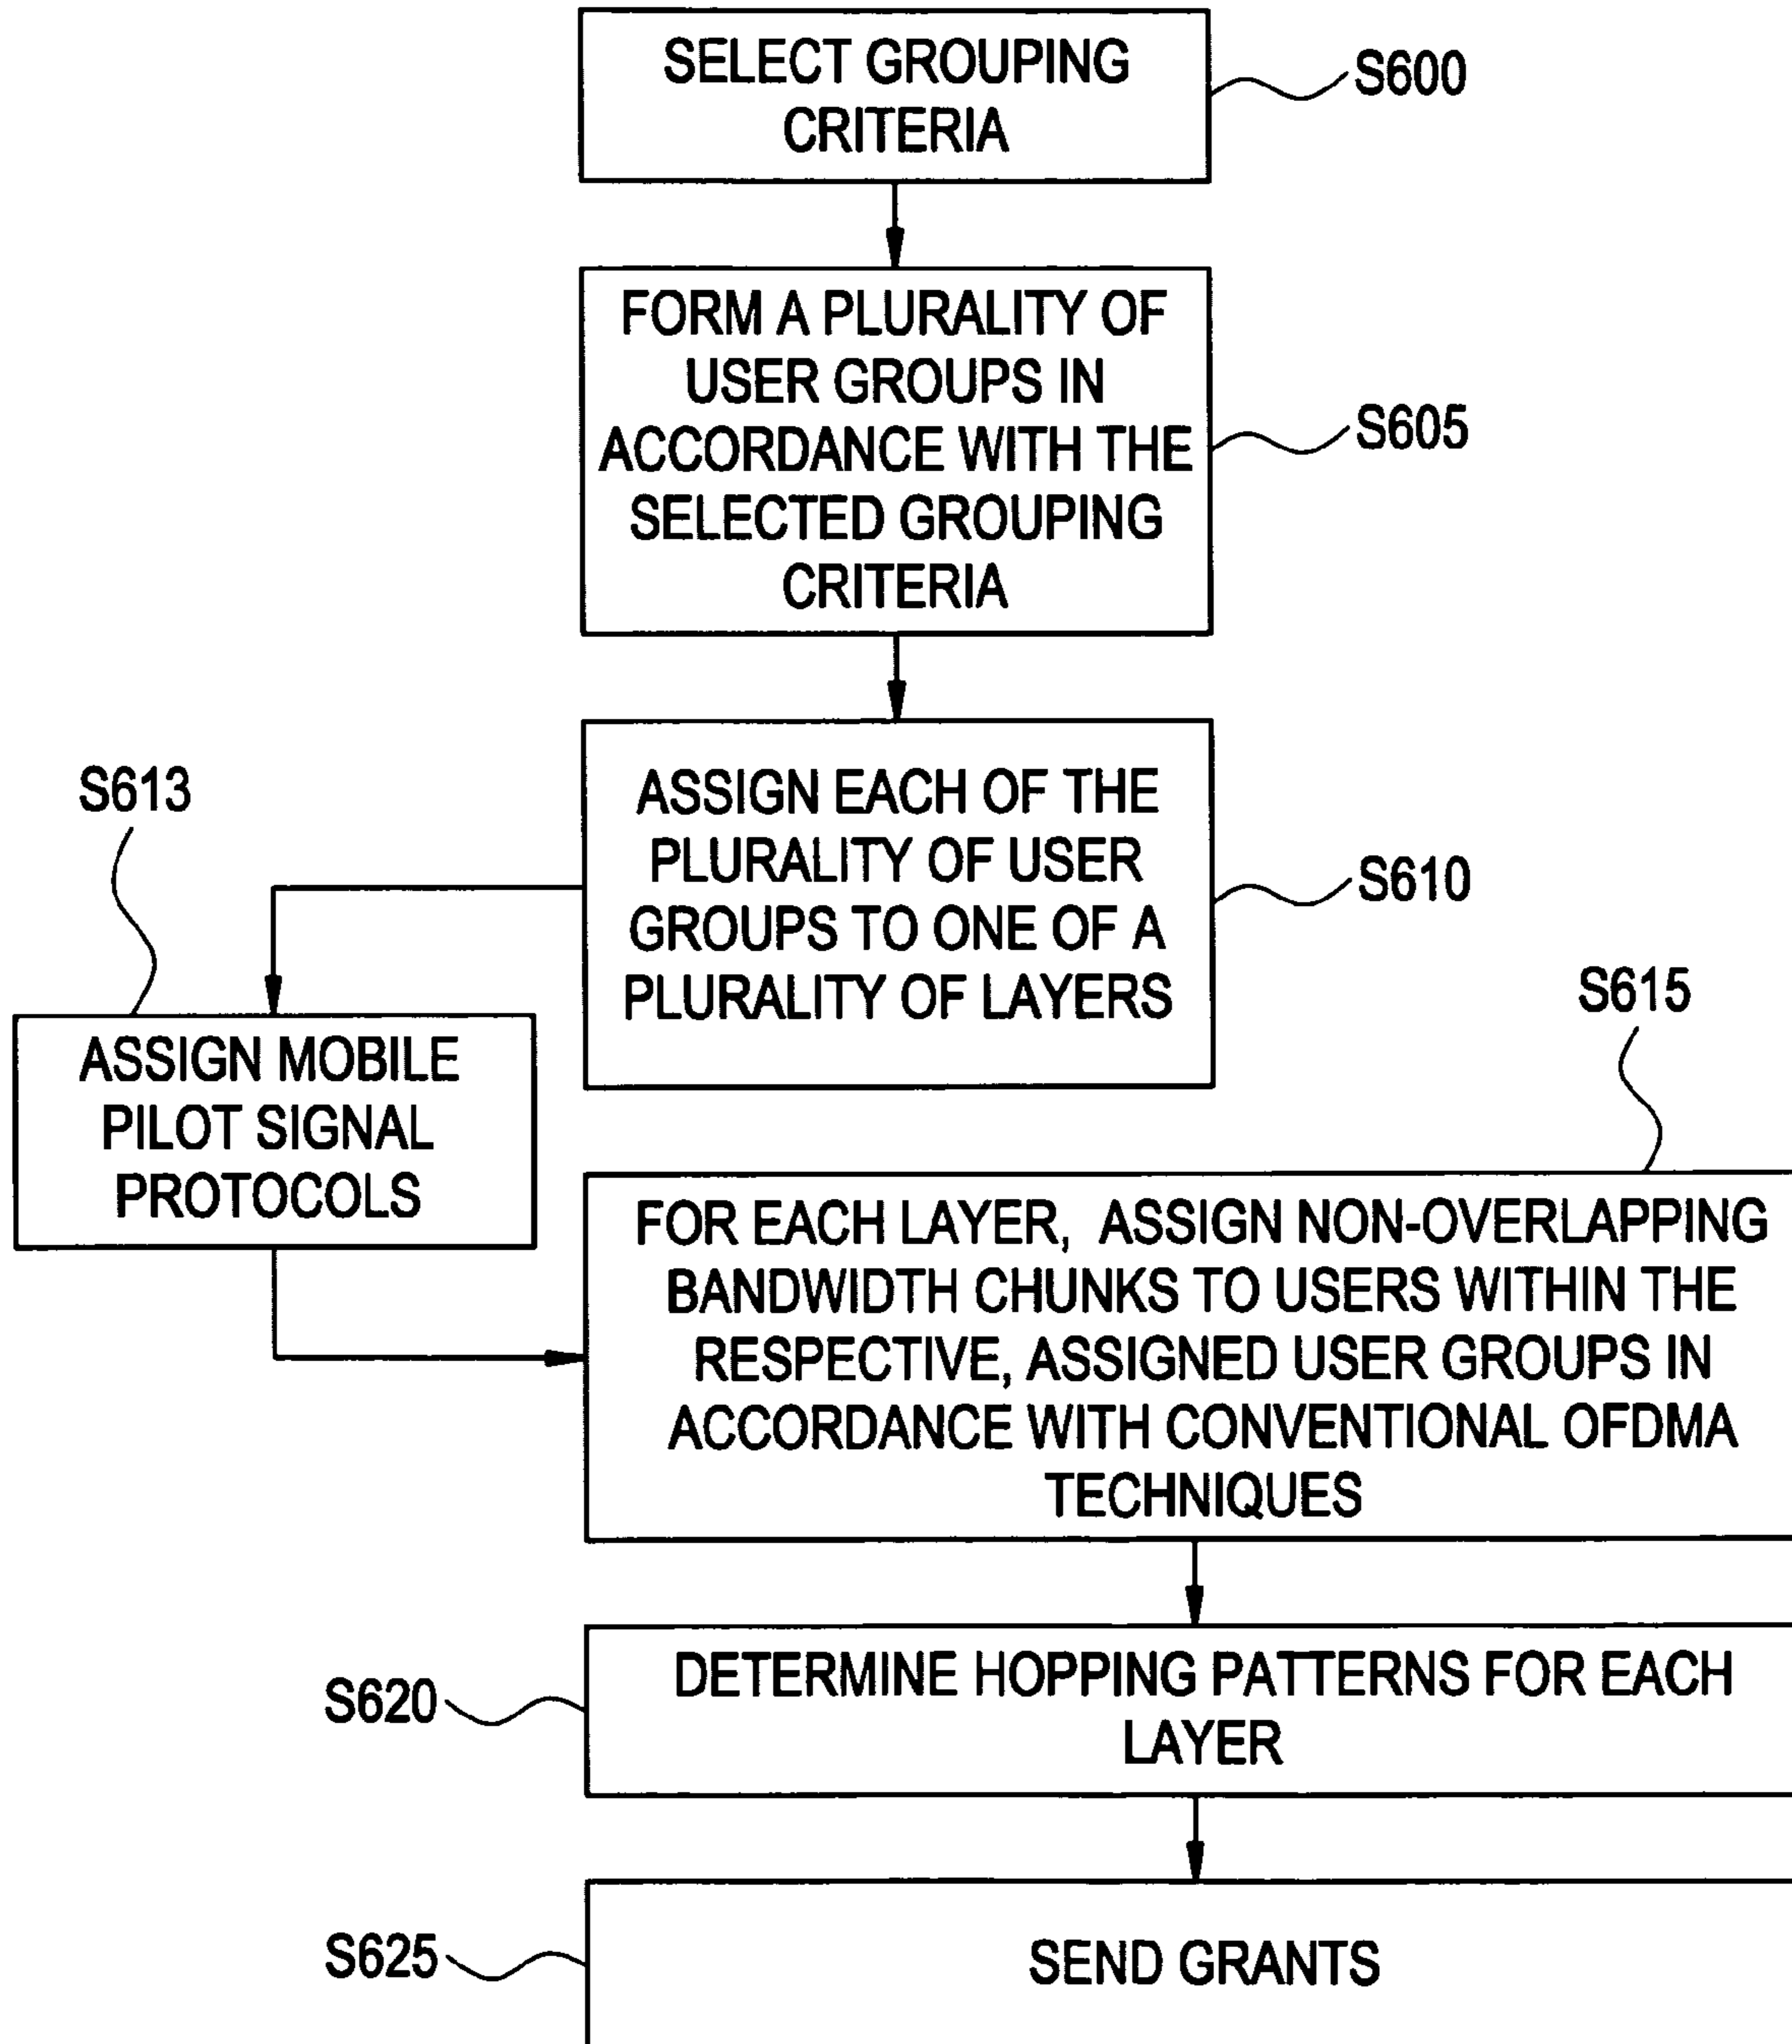 SELECT GROUPING
CRITERIA
S600
FORM A PLURALITY OF
USER GROUPS IN
ACCORDANCE WITH THE
SELECTED GROUPING
CRITERIA
S605
ASSIGN EACH OF THE
PLURALITY OF USER
GROUPS TO ONE OF A
PLURALITY OF LAYERS
S610
S613
ASSIGN MOBILE
PILOT SIGNAL
PROTOCOLS
S615
FOR EACH LAYER, ASSIGN NON-OVERLAPPING
BANDWIDTH CHUNKS TO USERS WITHIN THE
RESPECTIVE, ASSIGNED USER GROUPS IN
ACCORDANCE WITH CONVENTIONAL OFDMA
TECHNIQUES
S620
DETERMINE HOPPING PATTERNS FOR EACH
LAYER
S625
SEND GRANTS